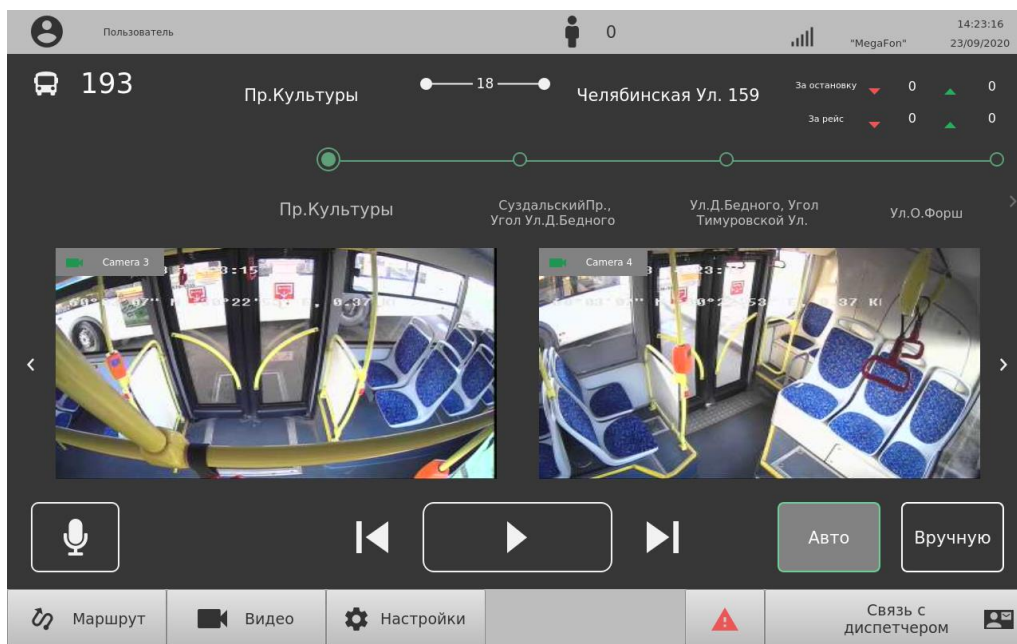 Пользователь
0
"MegaFon"
14:23:16
23/09/2020
193
Пр.Культуры
18
Челябинская Ул. 159
За остановку 0 0
За рейс 0 0
Пр.Культуры
СуздальскийПр.,
Угол Ул.Д.Бедного
Ул.Д.Бедного, Угол
Тимуровской Ул.
Ул.О.Форш
Camera 3
Camera 4
Авто
Вручную
Маршрут
Видео
Настройки
Связь с
диспетчером